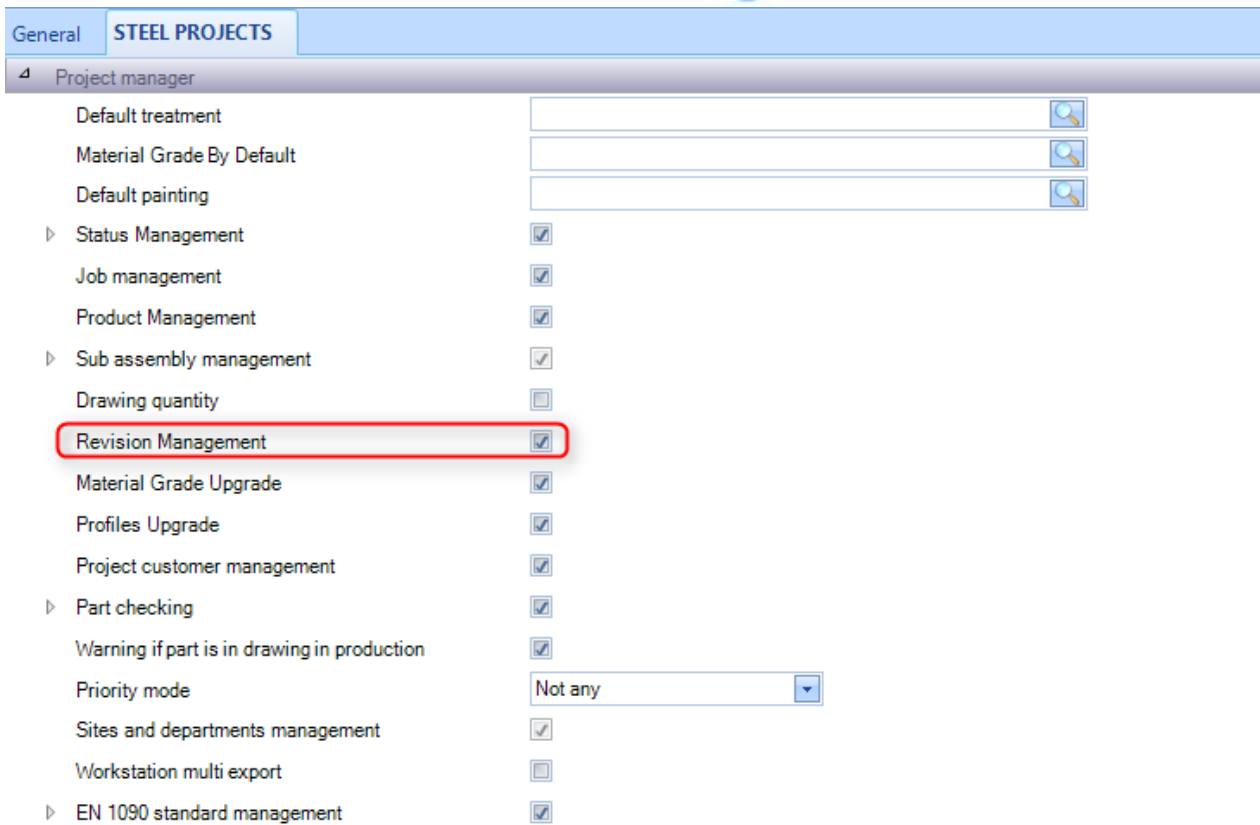 General STEEL PROJECTS
Project manager
Default treatment
Material Grade By Default
Default painting
Status Management
Job management
Product Management
Sub assembly management
Drawing quantity
Revision Management
Material Grade Upgrade
Profiles Upgrade
Project customer management
Part checking
Warning if part is in drawing in production
Priority mode Not any
Sites and departments management
Workstation multi export
EN 1090 standard management